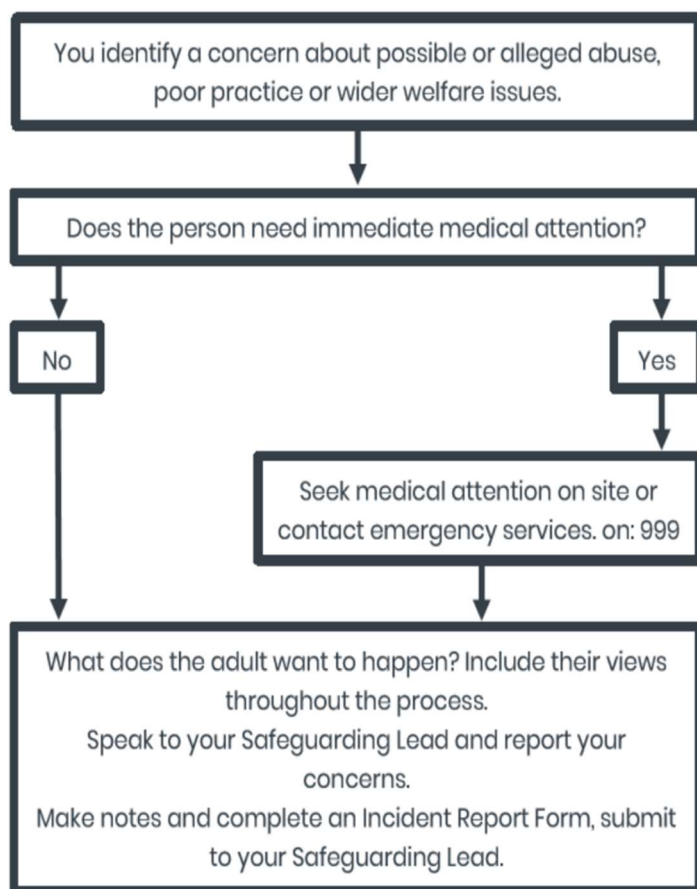 You identify a concern about possible or alleged abuse,
poor practice or wider welfare issues.
Does the person need immediate medical attention?
No
Yes
Seek medical attention on site or
contact emergency services. on: 999
What does the adult want to happen? Include their views
throughout the process.
Speak to your Safeguarding Lead and report your
concerns.
Make notes and complete an Incident Report Form, submit
to your Safeguarding Lead.